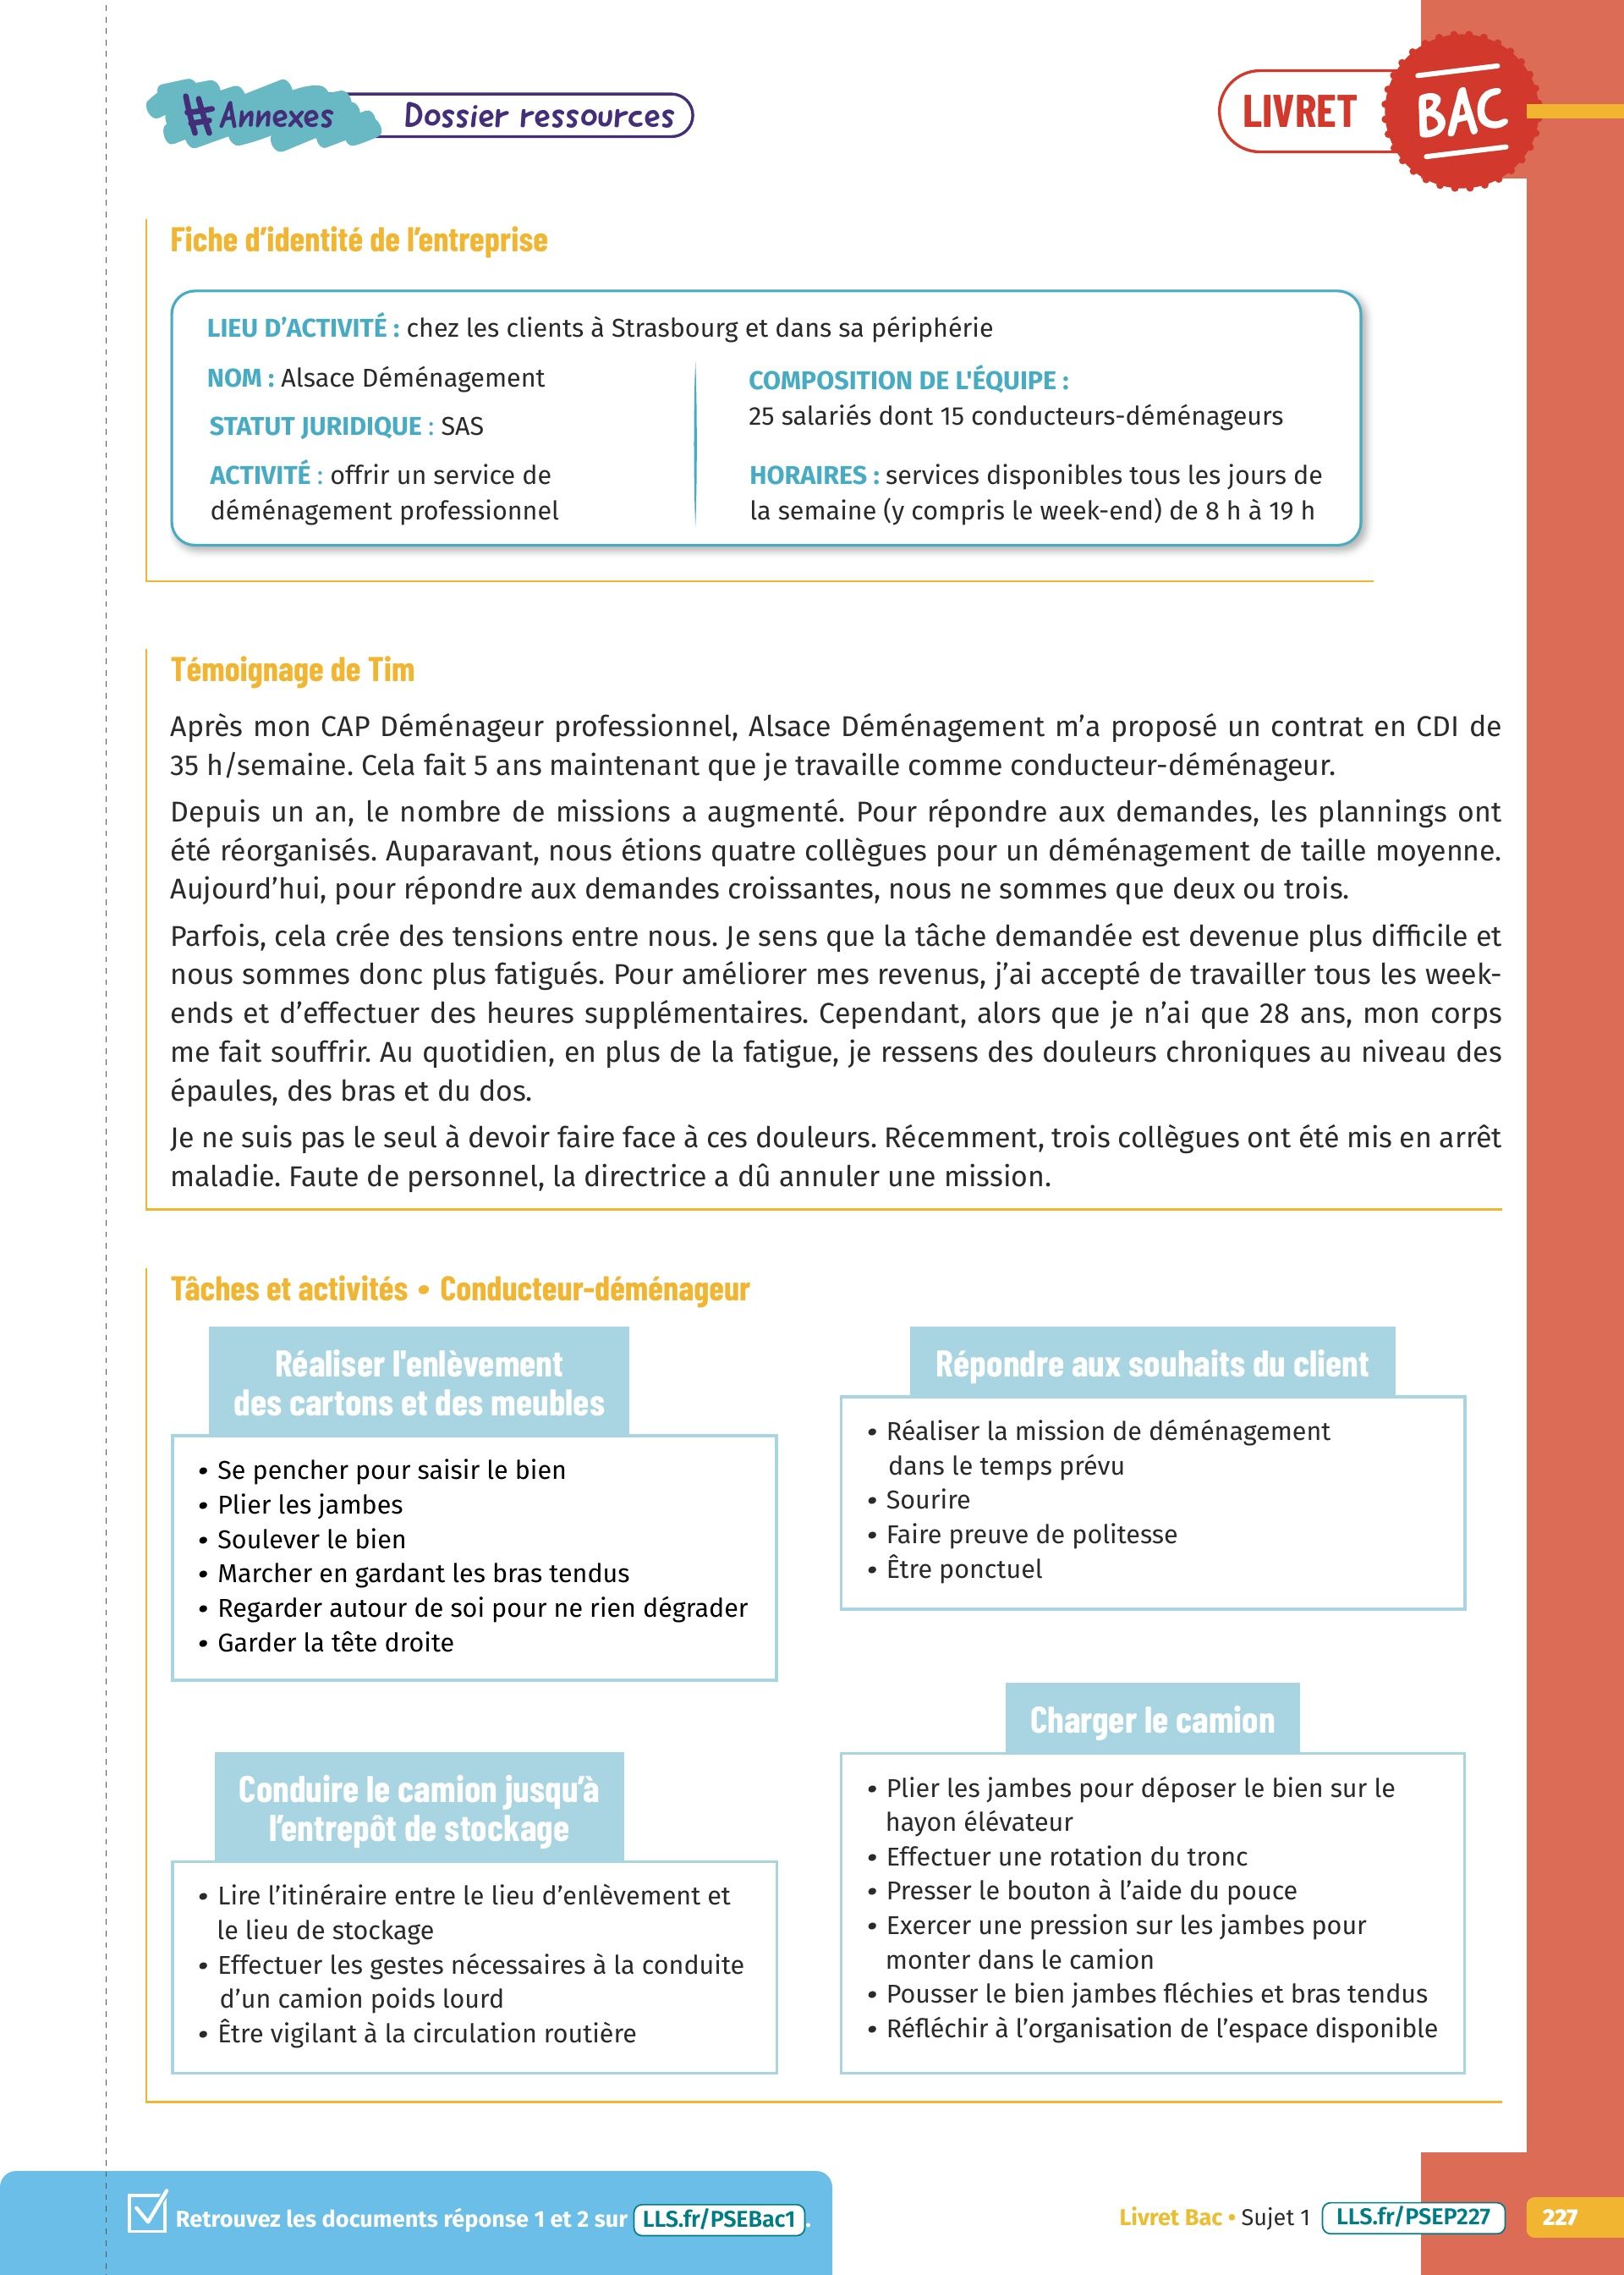 #Annexes Dossier ressources
LIVRET BAC
Fiche d'identité de l'entreprise
LIEU D'ACTIVITÉ : chez les clients à Strasbourg et dans sa périphérie
NOM : Alsace Déménagement
STATUT JURIDIQUE : SAS
ACTIVITÉ : offrir un service de
déménagement professionnel
COMPOSITION DE L'ÉQUIPE :
25 salariés dont 15 conducteurs-déménageurs
HORAIRES : services disponibles tous les jours de
la semaine (y compris le week-end) de 8 h à 19 h
Témoignage de Tim
Après mon CAP Déménageur professionnel, Alsace Déménagement m'a proposé un contrat en CDI de
35 h/semaine. Cela fait 5 ans maintenant que je travaille comme conducteur-déménageur.
Depuis un an, le nombre de missions a augmenté. Pour répondre aux demandes, les plannings ont
été réorganisés. Auparavant, nous étions quatre collègues pour un déménagement de taille moyenne.
Aujourd'hui, pour répondre aux demandes croissantes, nous ne sommes que deux ou trois.
Parfois, cela crée des tensions entre nous. Je sens que la tâche demandée est devenue plus difficile et
nous sommes donc plus fatigués. Pour améliorer mes revenus, j'ai accepté de travailler tous les week-
ends et d'effectuer des heures supplémentaires. Cependant, alors que je n'ai que 28 ans, mon corps
me fait souffrir. Au quotidien, en plus de la fatigue, je ressens des douleurs chroniques au niveau des
épaules, des bras et du dos.
Je ne suis pas le seul à devoir faire face à ces douleurs. Récemment, trois collègues ont été mis en arrêt
maladie. Faute de personnel, la directrice a dû annuler une mission.
Tâches et activités • Conducteur-déménageur
Réaliser l'enlèvement
des cartons et des meubles
• Se pencher pour saisir le bien
• Plier les jambes
• Soulever le bien
• Marcher en gardant les bras tendus
• Regarder autour de soi pour ne rien dégrader
• Garder la tête droite
Répondre aux souhaits du client
• Réaliser la mission de déménagement
dans le temps prévu
• Sourire
• Faire preuve de politesse
• Être ponctuel
Conduire le camion jusqu'à
l'entrepôt de stockage
• Lire l'itinéraire entre le lieu d'enlèvement et
le lieu de stockage
• Effectuer les gestes nécessaires à la conduite
d'un camion poids lourd
• Être vigilant à la circulation routière
Charger le camion
• Plier les jambes pour déposer le bien sur le
hayon élévateur
• Effectuer une rotation du tronc
• Presser le bouton à l'aide du pouce
• Exercer une pression sur les jambes pour
monter dans le camion
• Pousser le bien jambes fléchies et bras tendus
• Réfléchir à l'organisation de l'espace disponible
Retrouvez les documents réponse 1 et 2 sur LLS.fr/PSEBac1.
Livret Bac • Sujet 1 LLS.fr/PSEP227 227